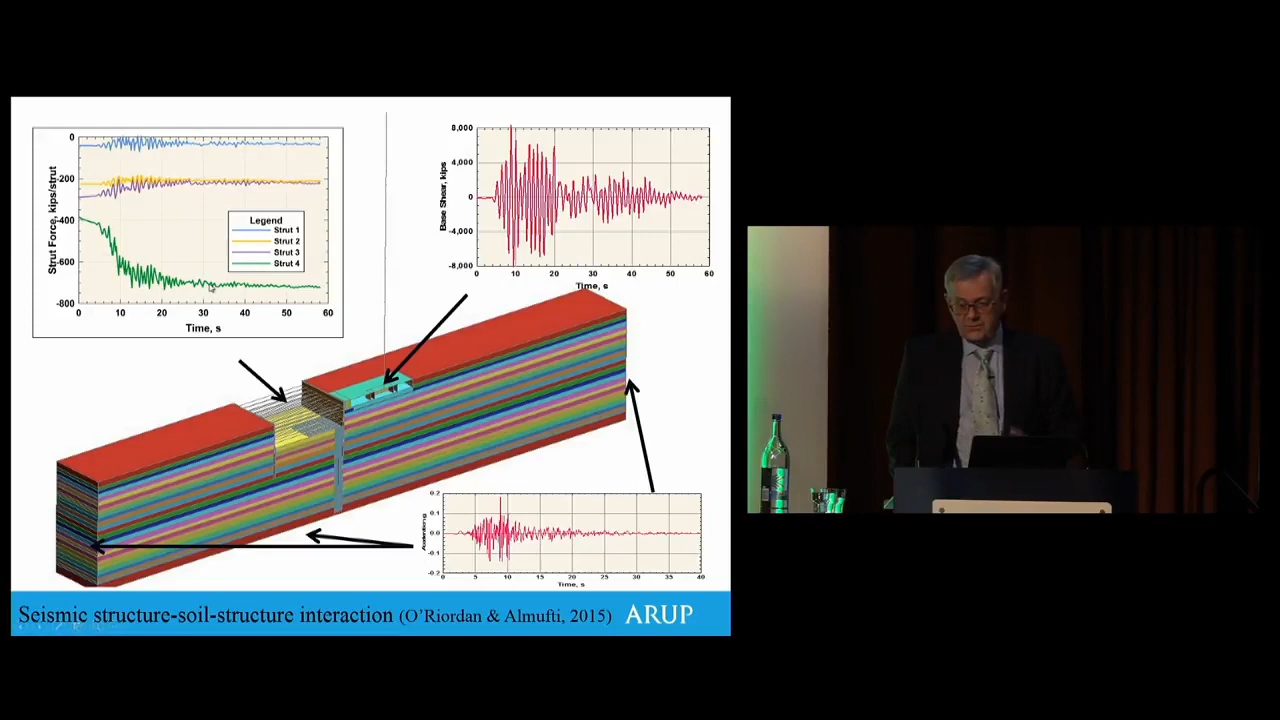 0
-200
-400
-600
-800
Strut Force, kips/strut
Legend
Strut 1
Strut 2
Strut 3
Strut 4
0 10 20 30 40 50 60
Time, s
8,000
4,000
0
-4,000
-8,000
Base Shear, kips
0 10 20 30 40 50 60
Time, s
0.2
0.1
0.0
-0.1
-0.2
0 5 10 15 20 25 30 35 40
Time, s
Seismic structure-soil-structure interaction (O'Riordan & Almufti, 2015) ARUP